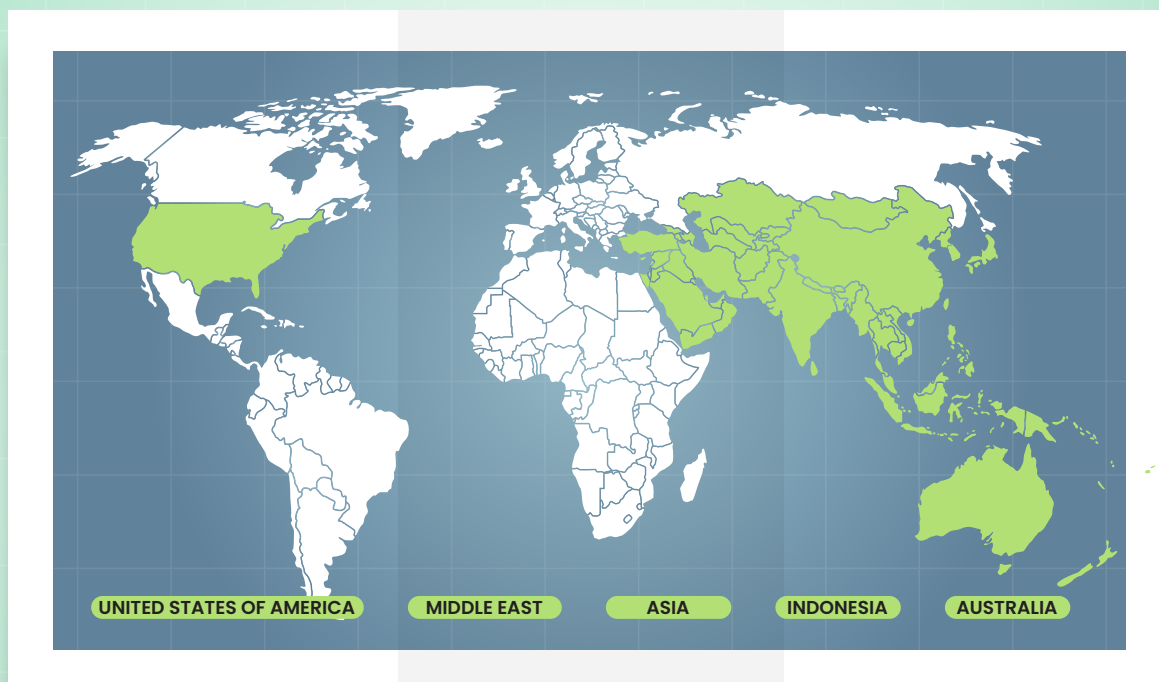 UNITED STATES OF AMERICA
MIDDLE EAST
ASIA
INDONESIA
AUSTRALIA